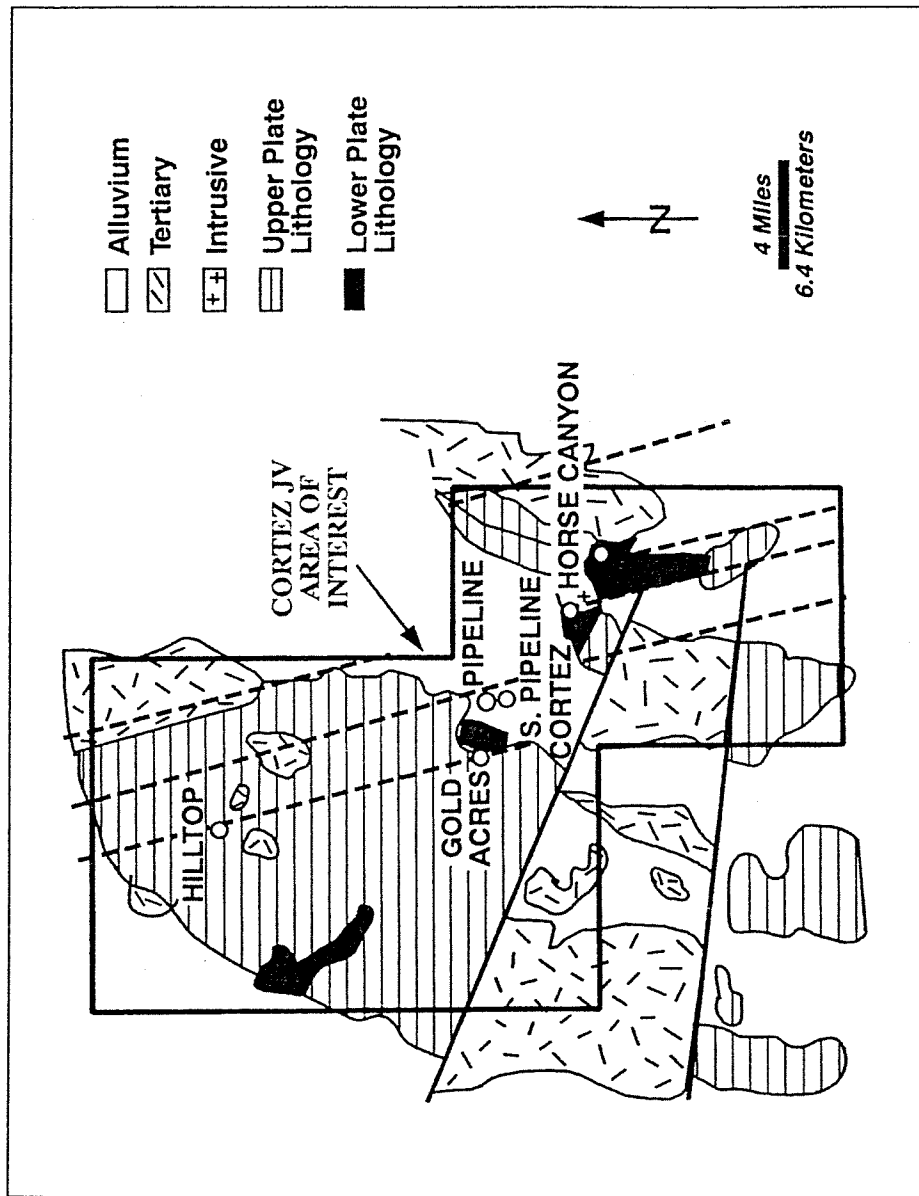 Alluvium
Tertiary
Intrusive
Upper Plate
Lithology
Lower Plate
Lithology
N
4 Miles
6.4 Kilometers
CORTEZ JV
AREA OF
INTEREST
HILLTOP
GOLD
ACRES
PIPELINE
S. PIPELINE
CORTEZ
HORSE CANYON